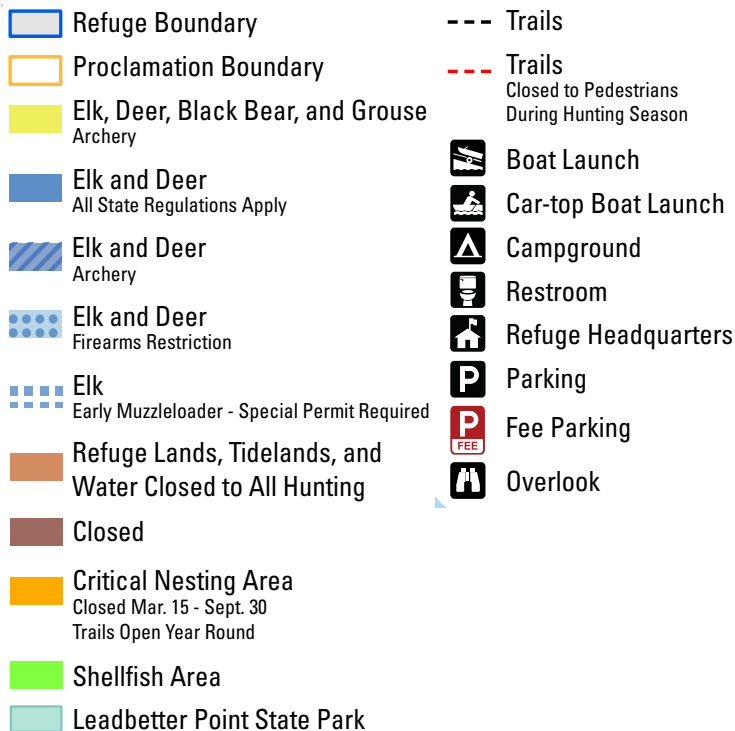 Refuge Boundary
Proclamation Boundary
Elk, Deer, Black Bear, and Grouse
Archery
Elk and Deer
All State Regulations Apply
Elk and Deer
Archery
Elk and Deer
Firearms Restriction
Elk
Early Muzzleloader - Special Permit Required
Refuge Lands, Tidelands, and
Water Closed to All Hunting
Closed
Critical Nesting Area
Closed Mar. 15 - Sept. 30
Trails Open Year Round
Shellfish Area
Leadbetter Point State Park
Trails
Trails
Closed to Pedestrians
During Hunting Season
Boat Launch
Car-top Boat Launch
Campground
Restroom
Refuge Headquarters
P Parking
P
FEE
Fee Parking
Overlook